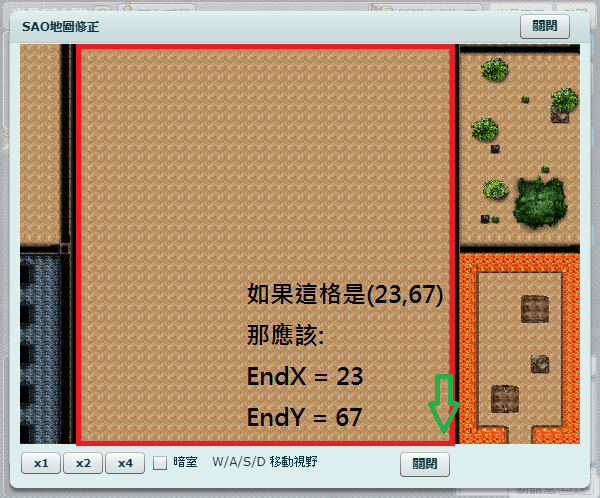 SAO地圖修正
關閉
如果這格是(23,67)
那應該:
EndX = 23
EndY = 67
x1 x2 x4 暗室 W/A/S/D 移動視野 關閉